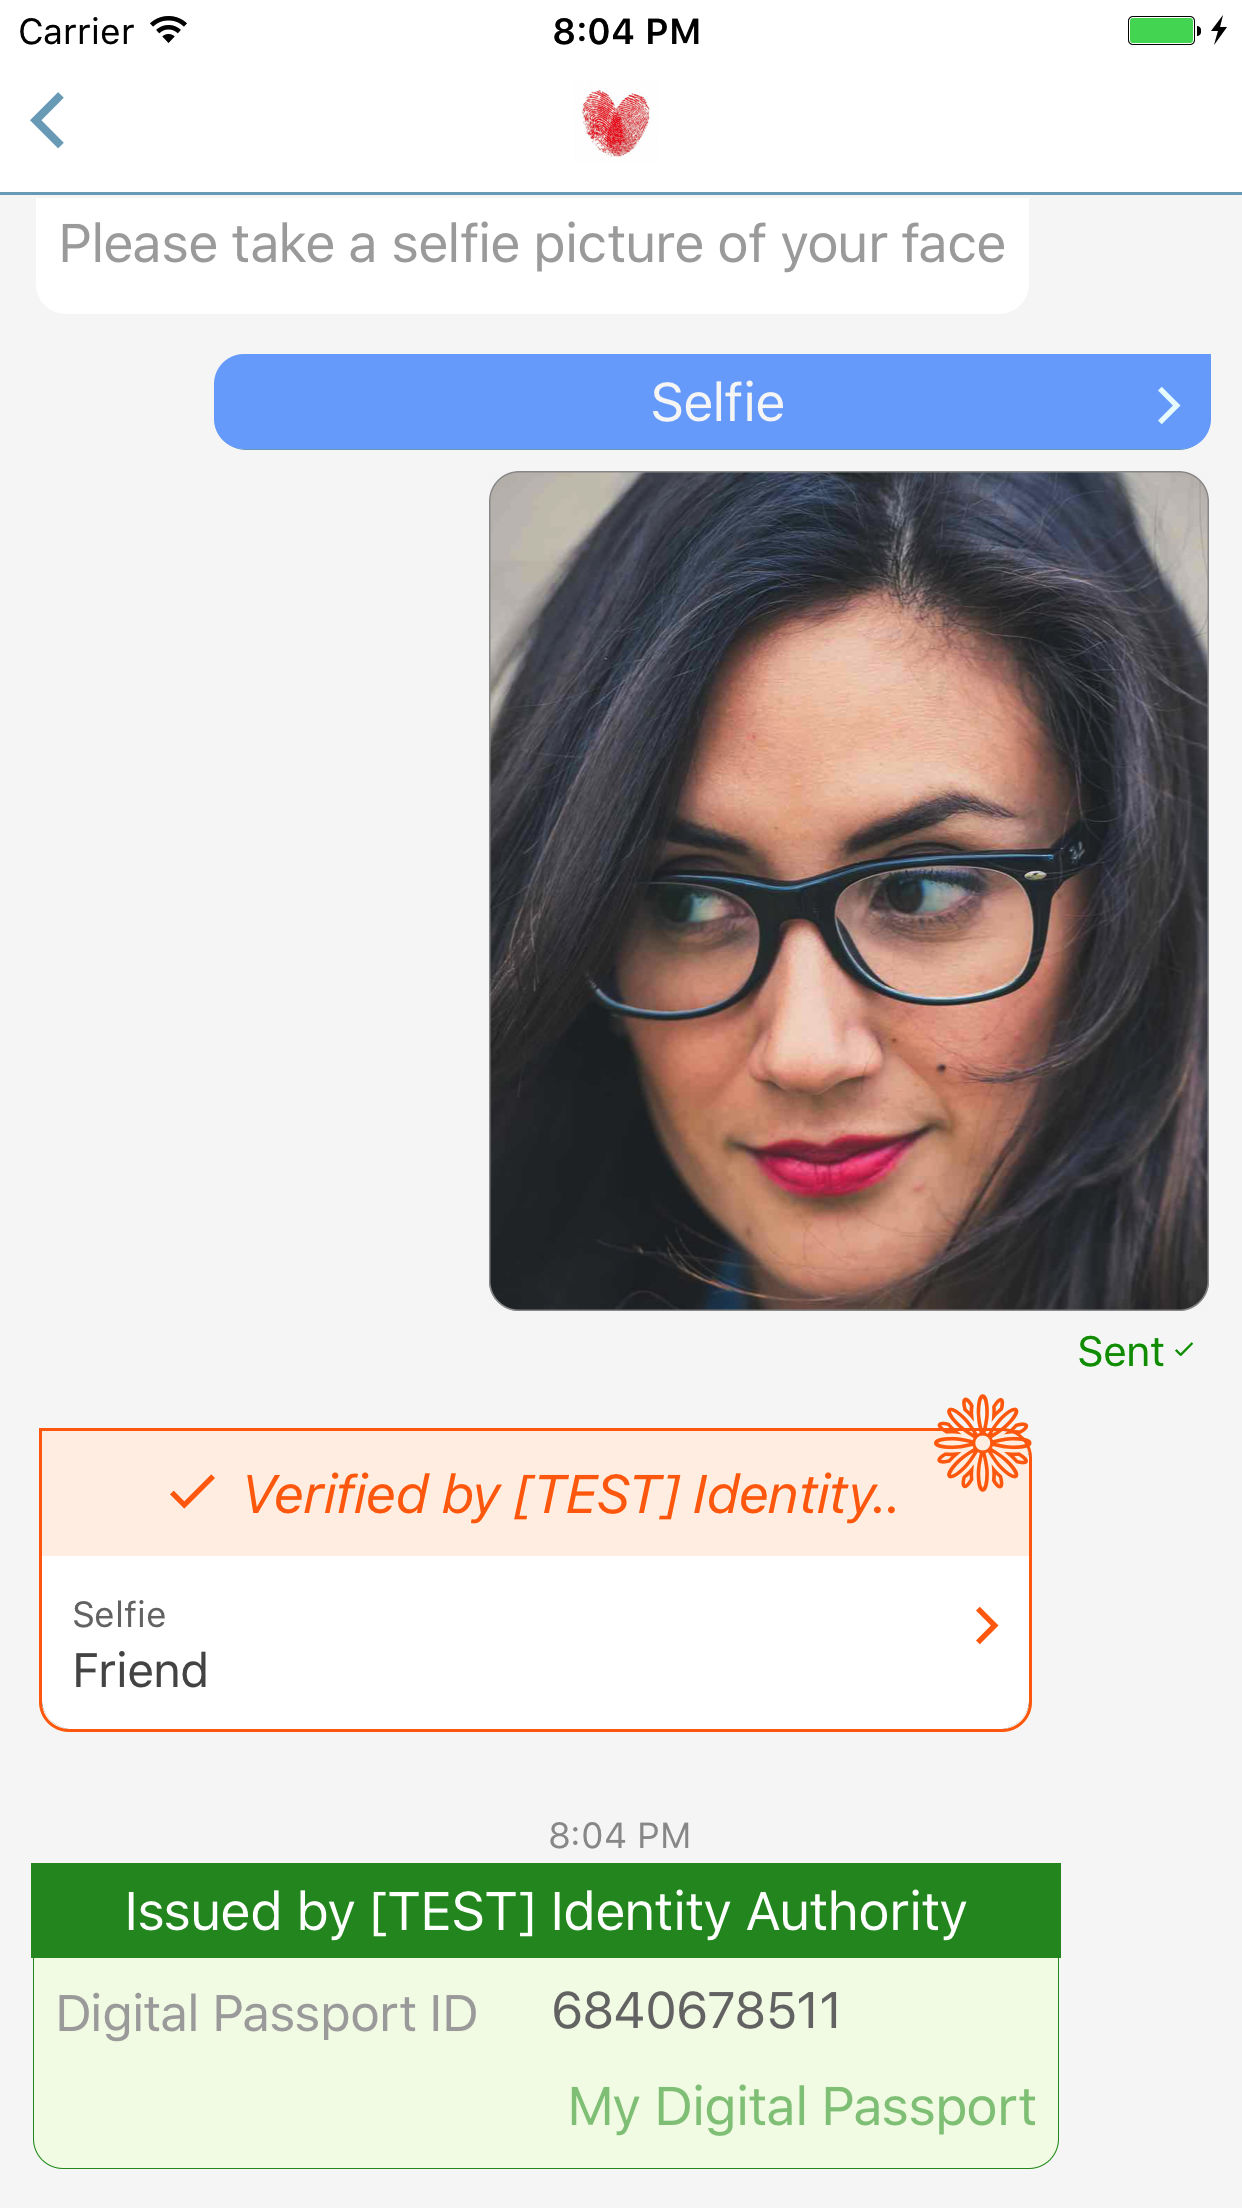 Carrier 8:04 PM
Please take a selfie picture of your face
Selfie
Sent
Verified by [TEST] Identity..
Selfie
Friend
8:04 PM
Issued by [TEST] Identity Authority
Digital Passport ID 6840678511
My Digital Passport